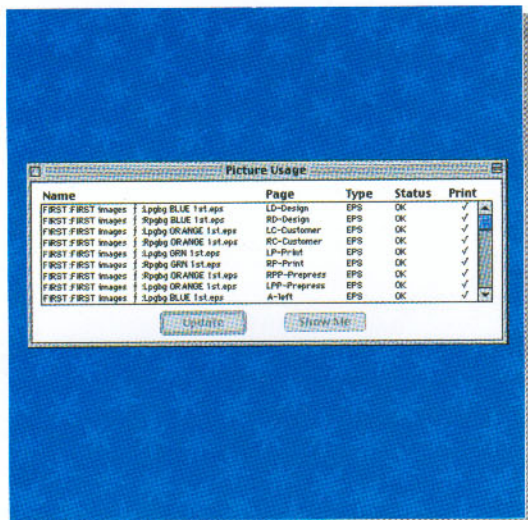 Picture Usage
Name Page Type Status Print
FIRST :FIRST images ƒ :Lpgbg BLUE 1st.eps LD-Design EPS OK √
FIRST :FIRST images ƒ :Rpgbg BLUE 1st.eps RD-Design EPS OK √
FIRST :FIRST images ƒ :Lpgbg ORANGE 1st.eps LC-Customer EPS OK √
FIRST :FIRST images ƒ :Rpgbg ORANGE 1st.eps RC-Customer EPS OK √
FIRST :FIRST images ƒ :Lpgbg GRN 1st.eps LP-Print EPS OK √
FIRST :FIRST images ƒ :Rpgbg GRN 1st.eps RP-Print EPS OK √
FIRST :FIRST images ƒ :Rpgbg ORANGE 1st.eps RPP-Prepress EPS OK √
FIRST :FIRST images ƒ :Lpgbg ORANGE 1st.eps LPP-Prepress EPS OK √
FIRST :FIRST images ƒ :Lpgbg BLUE 1st.eps A-left EPS OK √
Update Show Me